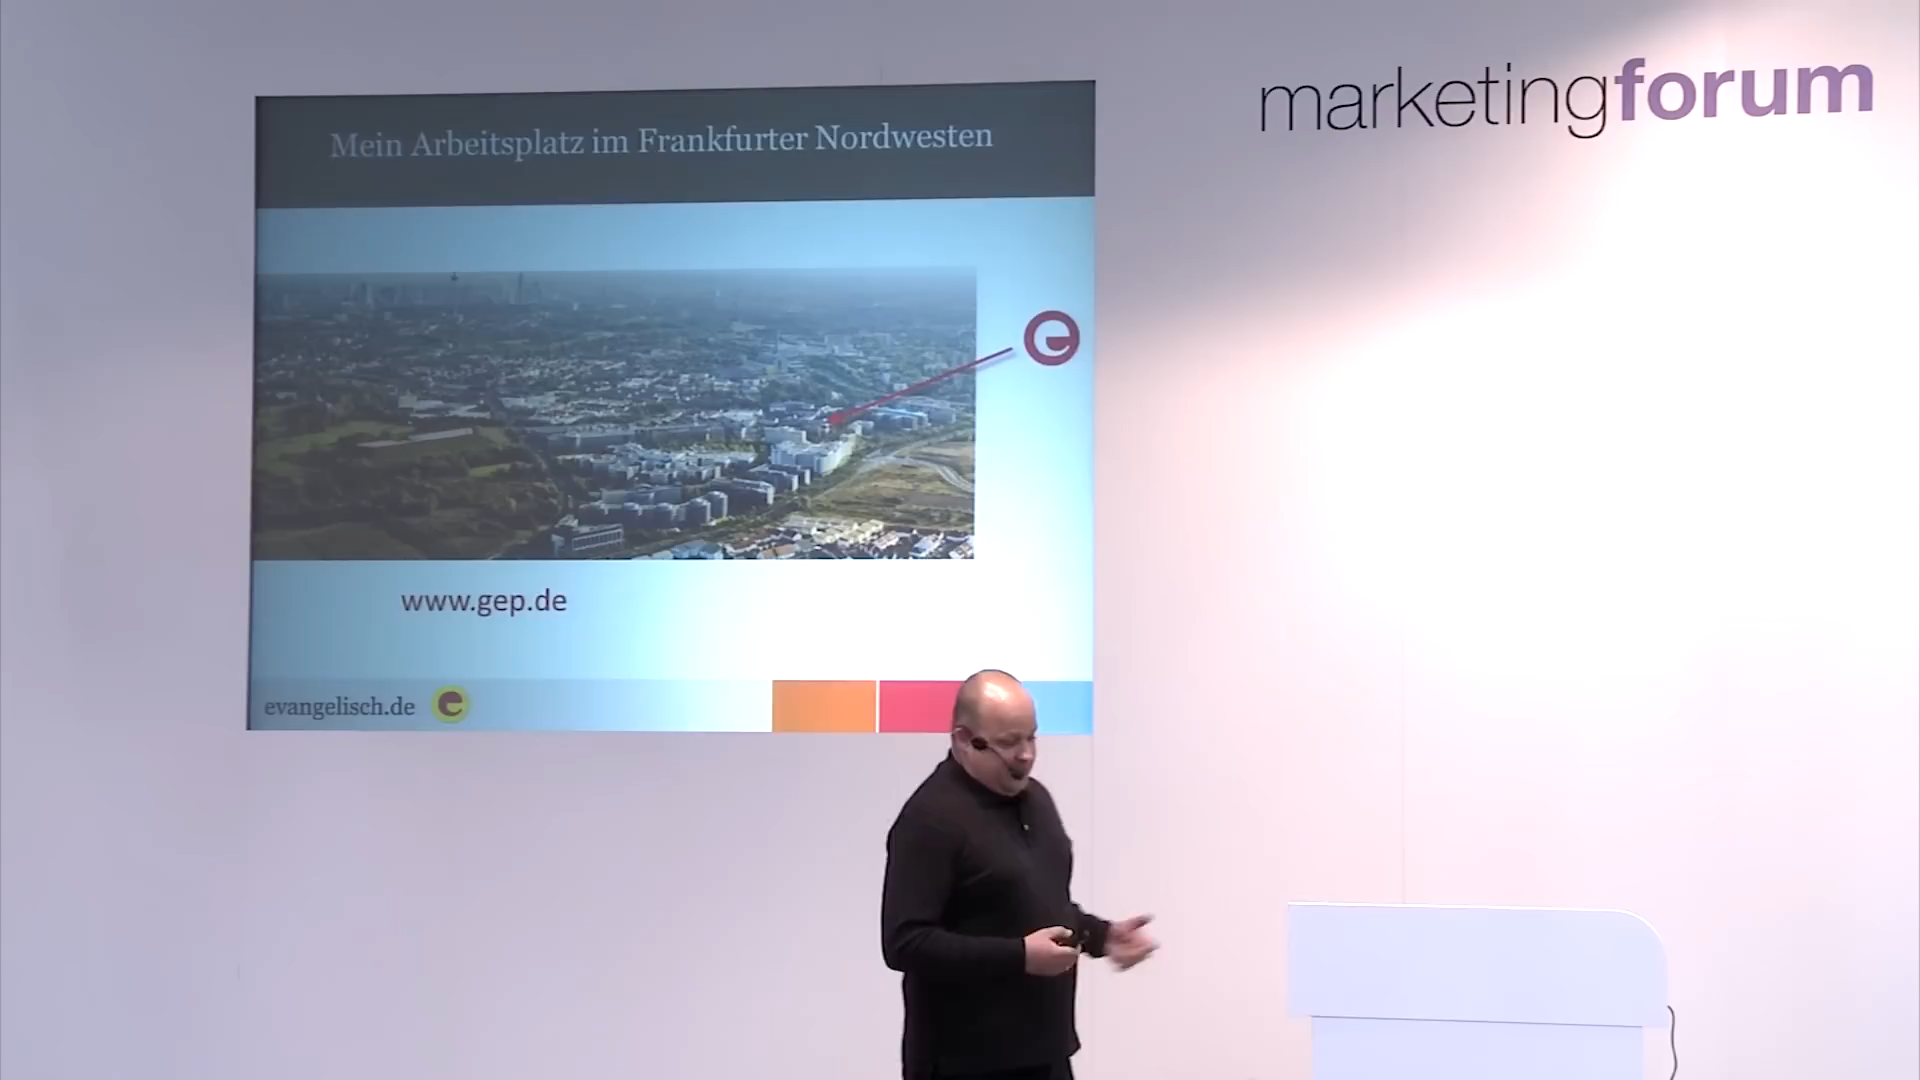 marketingforum
Mein Arbeitsplatz im Frankfurter Nordwesten
e
www.gep.de
evangelisch.de e